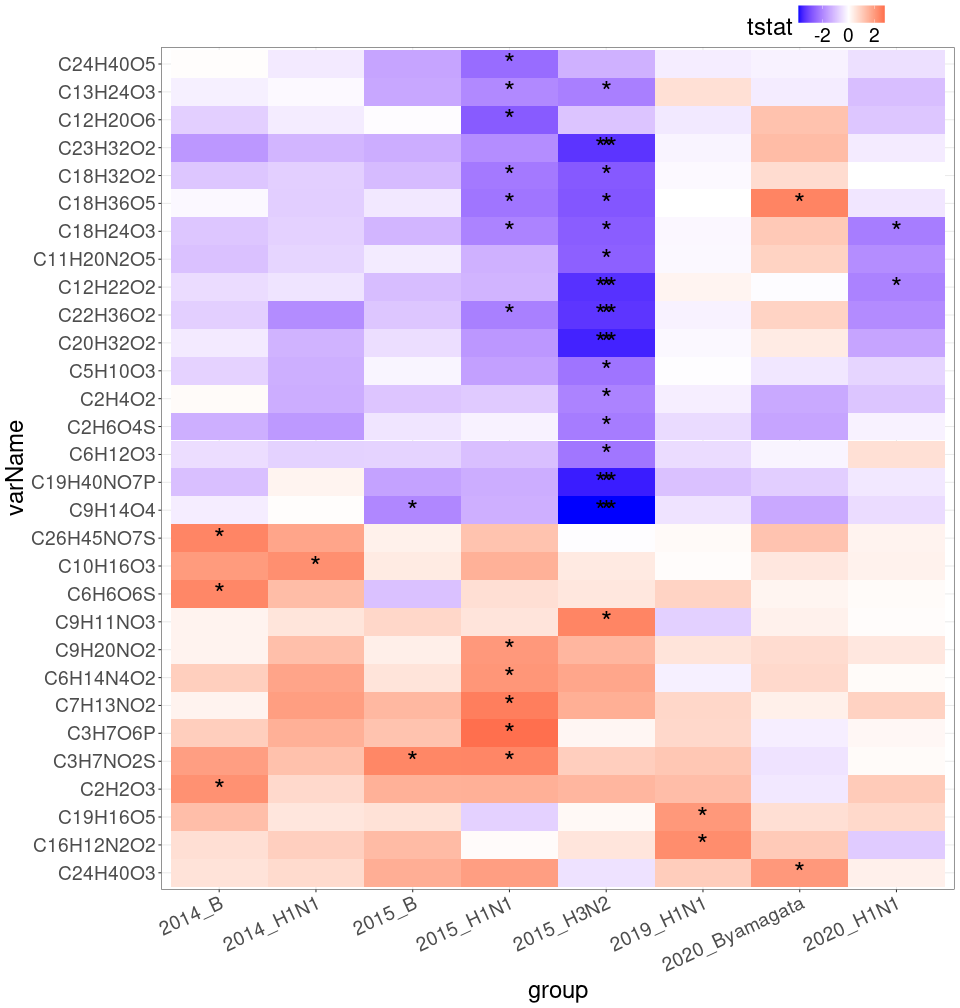 tstat
-2 0 2
varName
C24H40O5 *
C13H24O3 * *
C12H20O6 *
C23H32O2 ***
C18H32O2 * *
C18H36O5 * * *
C18H24O3 * * *
C11H20N2O5 *
C12H22O2 *** *
C22H36O2 * ***
C20H32O2 ***
C5H10O3 *
C2H4O2 *
C2H6O4S *
C6H12O3 *
C19H40NO7P ***
C9H14O4 * ***
C26H45NO7S *
C10H16O3 *
C6H6O6S *
C9H11NO3 *
C9H20NO2 *
C6H14N4O2 *
C7H13NO2 *
C3H7O6P *
C3H7NO2S * *
C2H2O3 *
C19H16O5 *
C16H12N2O2 *
C24H40O3 *
2014_B
2014_H1N1
2015_B
2015_H1N1
2015_H3N2
2019_H1N1
2020_Byamagata
2020_H1N1
group